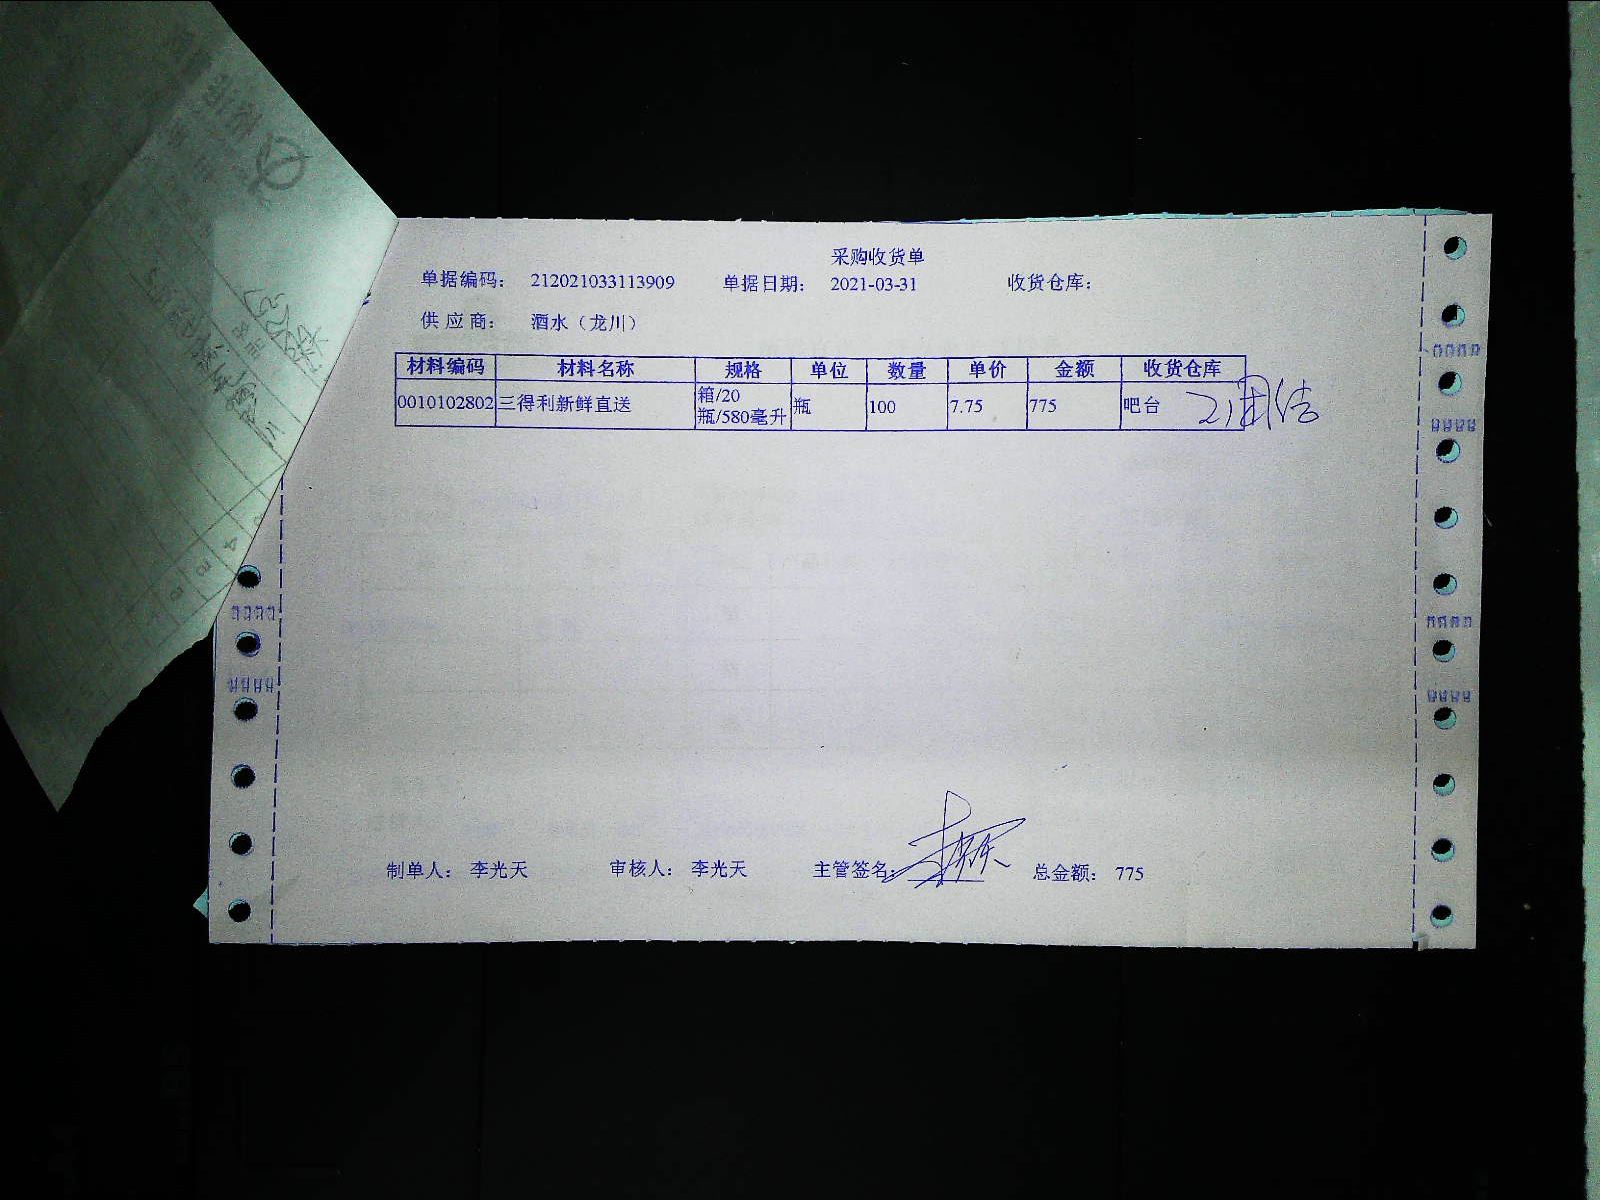 采购收货单
单据编码： 212021033113909 单据日期： 2021-03-31 收货仓库：
供应商： 酒水（龙川）
材料编码 材料名称 规格 单位 数量 单价 金额 收货仓库
0010102802 三得利新鲜直送 箱/20瓶/580毫升 瓶 100 7.75 775 吧台
制单人： 李光天 审核人： 李光天 主管签名： 总金额： 775